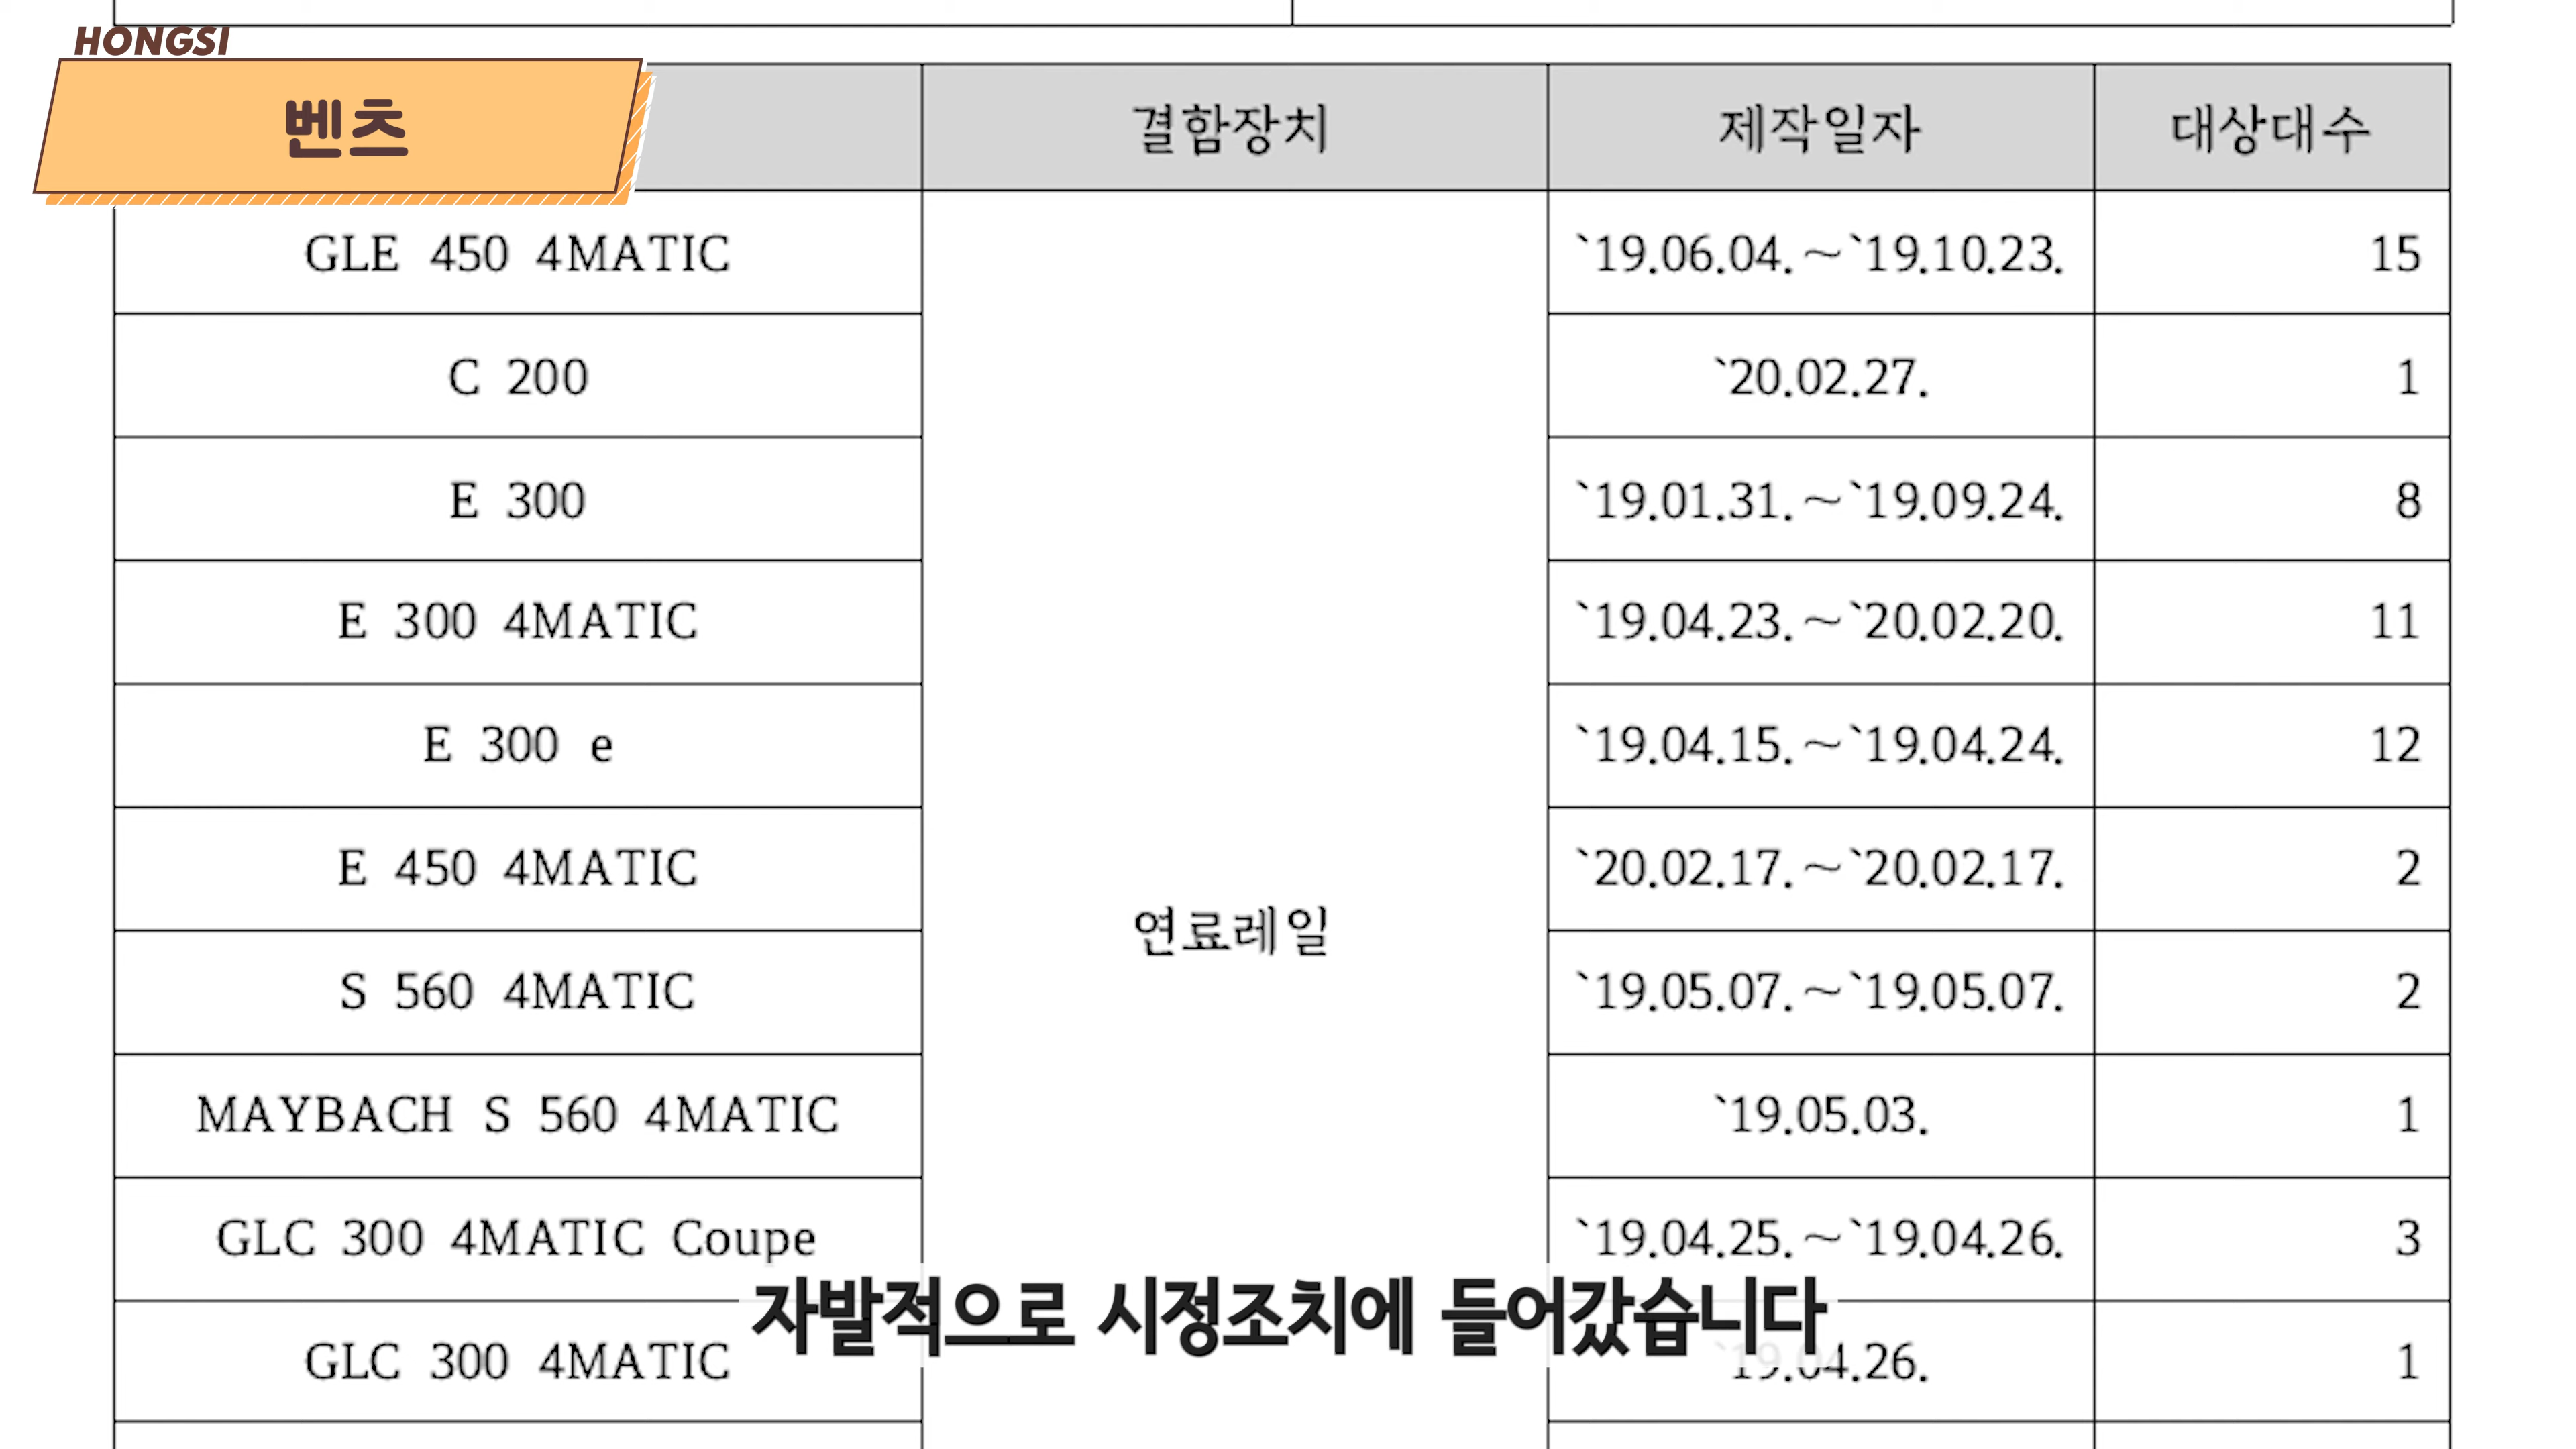 HONGSI
벤츠
결함장치 제작일자 대상대수
GLE 450 4MATIC `19.06.04.~`19.10.23. 15
C 200 `20.02.27. 1
E 300 `19.01.31.~`19.09.24. 8
E 300 4MATIC `19.04.23.~`20.02.20. 11
E 300 e `19.04.15.~`19.04.24. 12
E 450 4MATIC `20.02.17.~`20.02.17. 2
연료레일
S 560 4MATIC `19.05.07.~`19.05.07. 2
MAYBACH S 560 4MATIC `19.05.03. 1
GLC 300 4MATIC Coupe `19.04.25.~`19.04.26. 3
자발적으로 시정조치에 들어갔습니다
GLC 300 4MATIC `19.04.26. 1